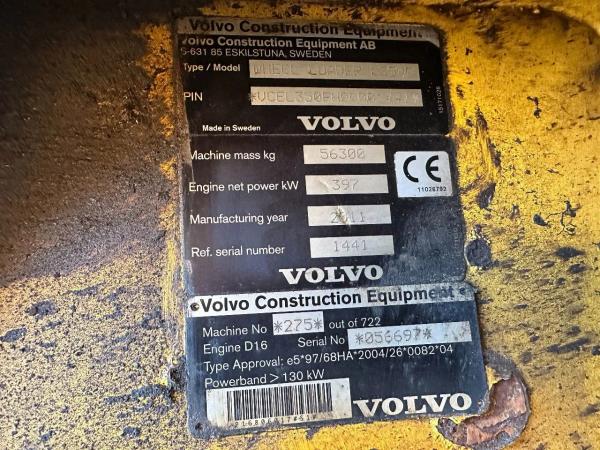 Volvo Construction Equipment
Volvo Construction Equipment AB
S-631 85 ESKILSTUNA, SWEDEN
Type / Model WHEEL LOADER
PIN
Made in Sweden VOLVO
Machine mass kg 56300
Engine net power kW 397
CE
11026793
Manufacturing year 2011
Ref. serial number 1441
VOLVO
Volvo Construction Equipment
Machine No *275* out of 722
Engine D16 Serial No *056697*
Type Approval: e5*97/68HA*2004/26*0082*04
Powerband > 130 kW
VOLVO